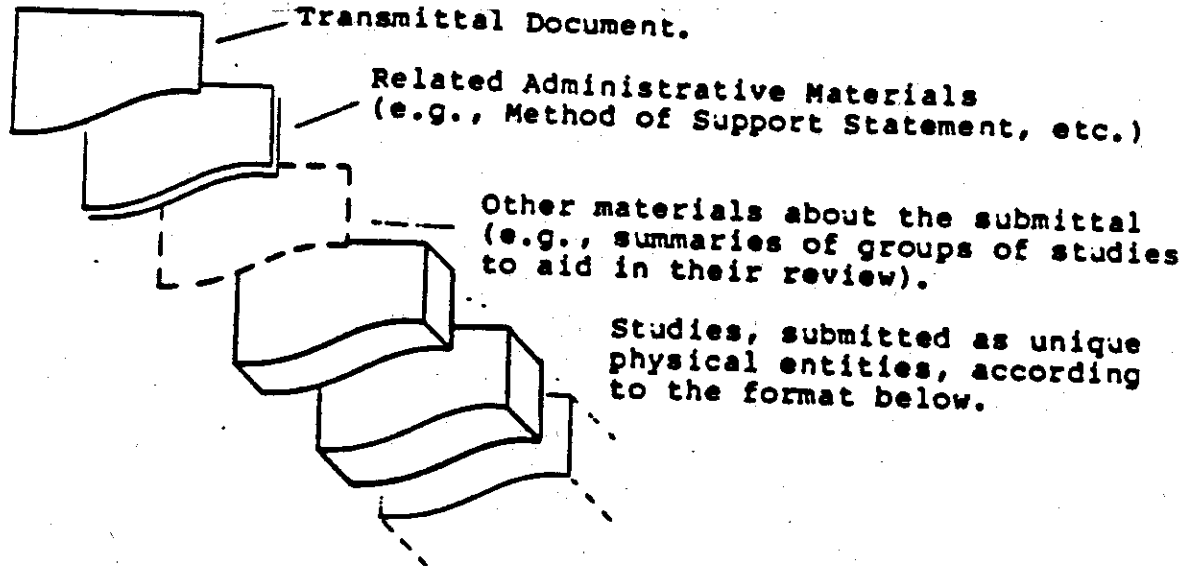 Transmittal Document.
Related Administrative Materials
(e.g., Method of Support Statement, etc.)
Other materials about the submittal
(e.g., summaries of groups of studies
to aid in their review).
Studies, submitted as unique
physical entities, according
to the format below.